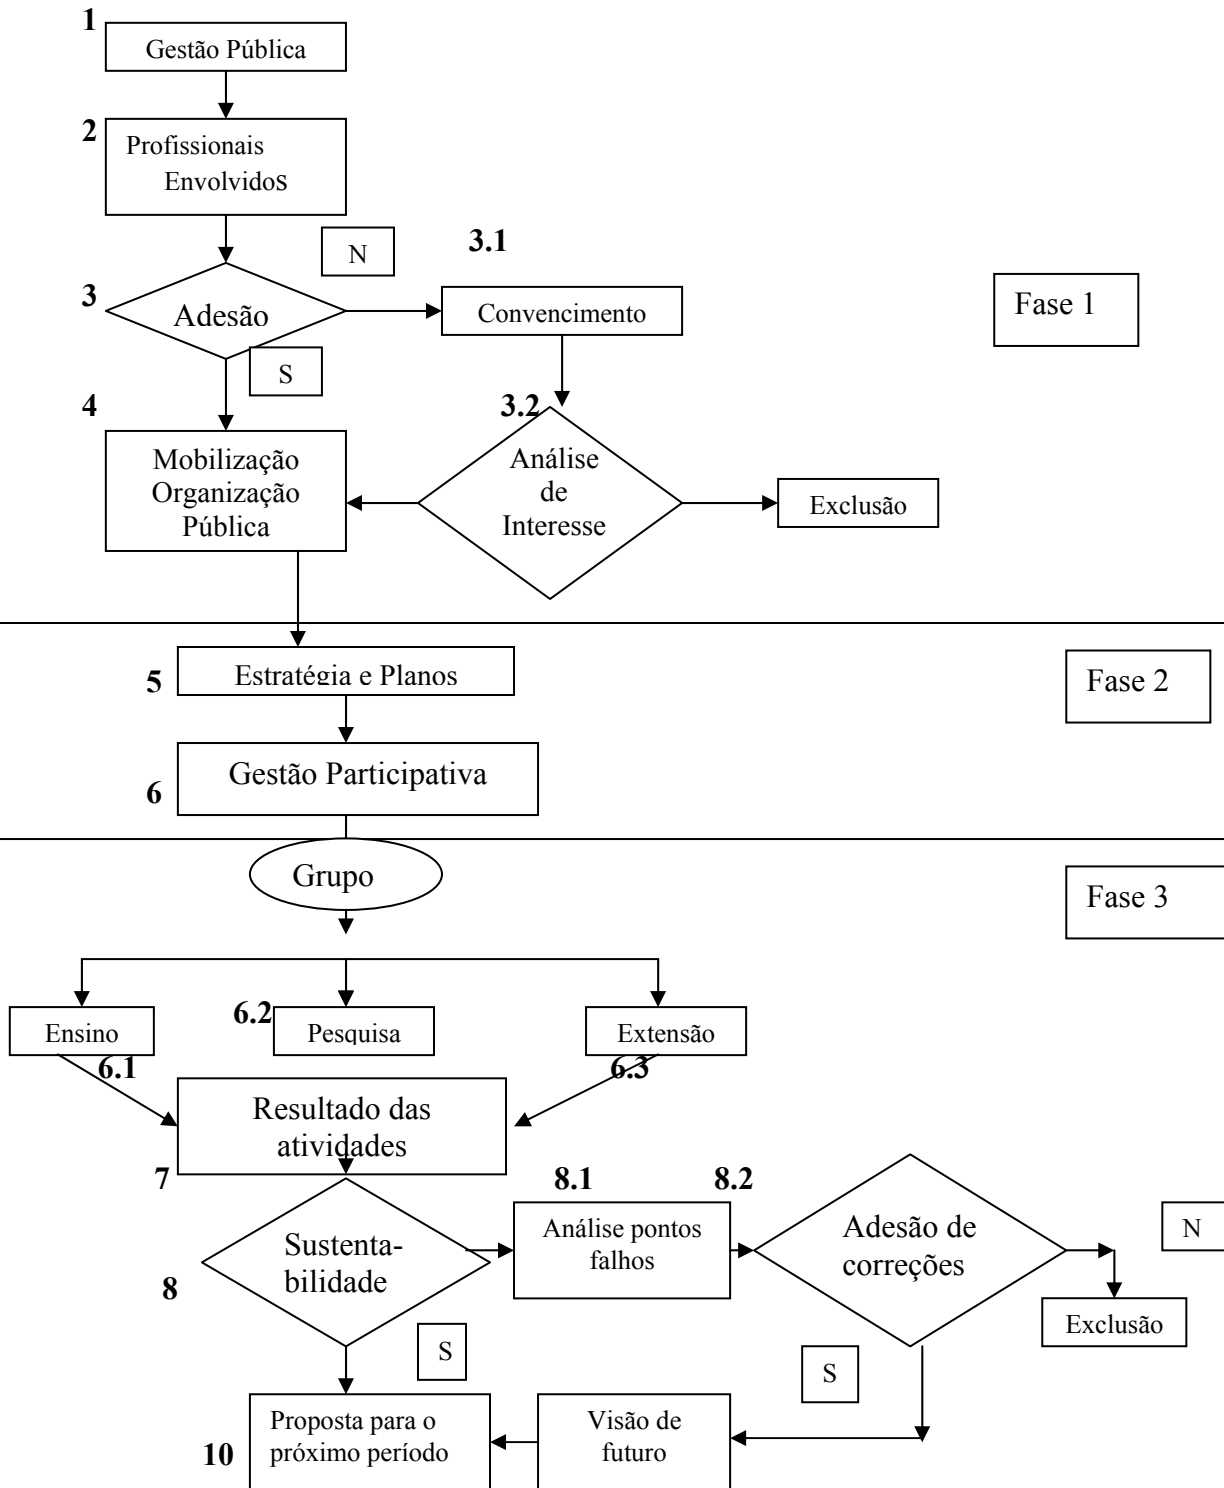 1
Gestão Pública
2
Profissionais
Envolvidos
N
3.1
3
Adesão
Convencimento
Fase 1
S
4
3.2
Mobilização
Organização
Pública
Análise
de
Interesse
Exclusão
5
Estratégia e Planos
Fase 2
Gestão Participativa
6
Grupo
Fase 3
6.2
Ensino
Pesquisa
Extensão
6.1
6.3
Resultado das
atividades
7
8.1
8.2
Sustenta-
bilidade
8
Análise pontos
falhos
Adesão de
correções
N
Exclusão
S
S
Proposta para o
próximo período
10
Visão de
futuro